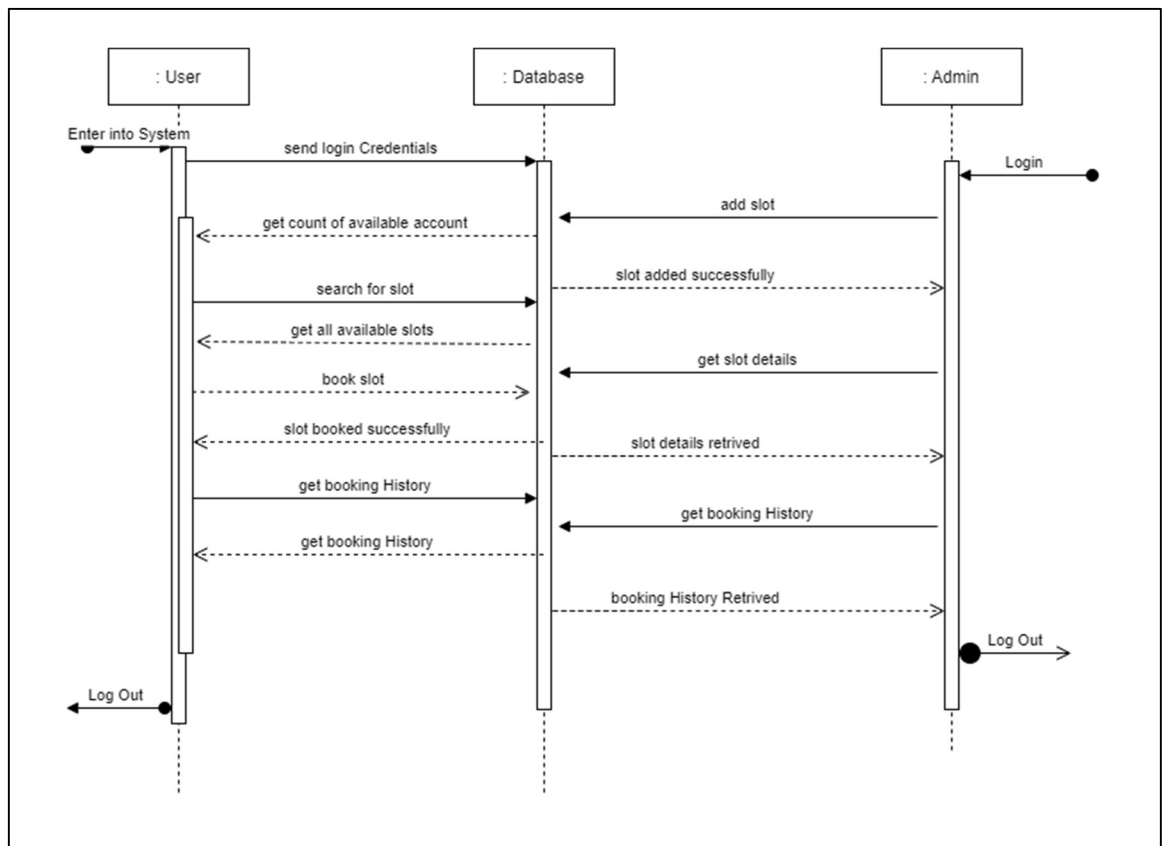 : User
: Database
: Admin
Enter into System
send login Credentials
Login
add slot
get count of available account
slot added successfully
search for slot
get all available slots
get slot details
book slot
slot booked successfully
slot details retrived
get booking History
get booking History
get booking History
booking History Retrived
Log Out
Log Out